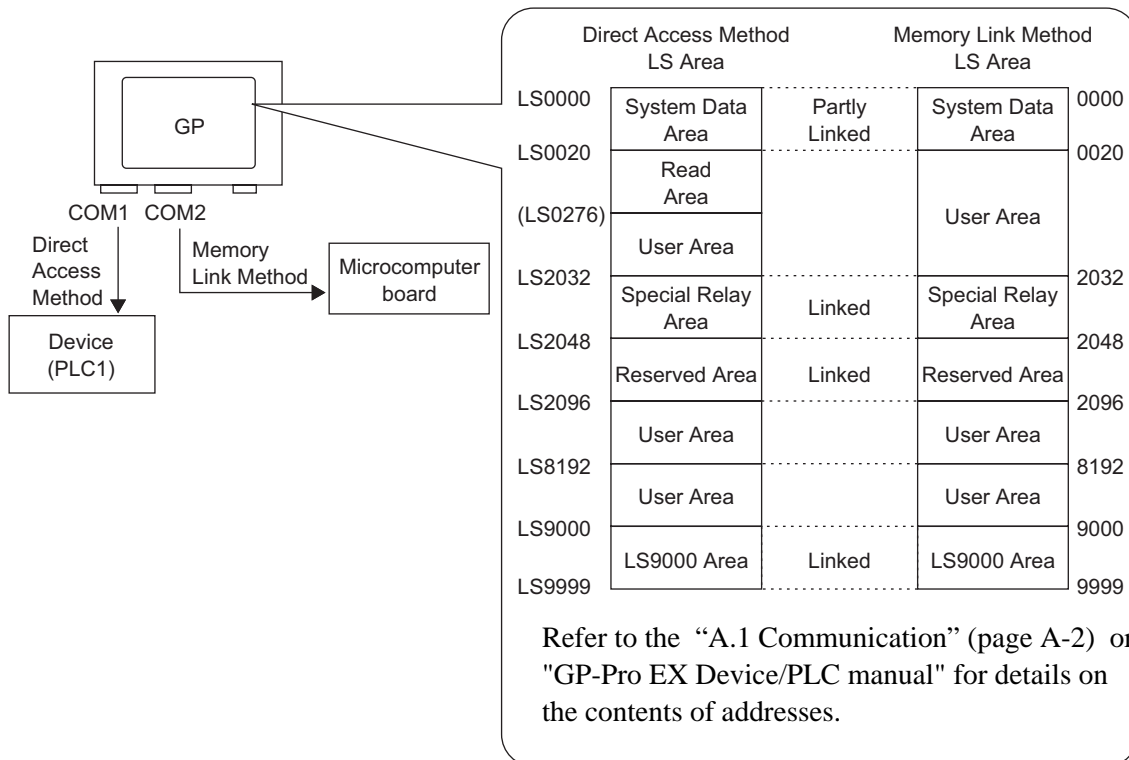 GP
COM1 COM2
Direct
Access
Method
Memory
Link Method
Microcomputer
board
Device
(PLC1)
Direct Access Method
LS Area
Memory Link Method
LS Area
LS0000
System Data
Area
Partly
Linked
System Data
Area
0000
LS0020
0020
Read
Area
(LS0276)
User Area
User Area
LS2032
2032
Special Relay
Area
Linked
Special Relay
Area
LS2048
2048
Reserved Area
Linked
Reserved Area
LS2096
2096
User Area
User Area
LS8192
8192
User Area
User Area
LS9000
9000
LS9000 Area
Linked
LS9000 Area
LS9999
9999
Refer to the “A.1 Communication” (page A-2)
"GP-Pro EX Device/PLC manual" for details on
the contents of addresses.